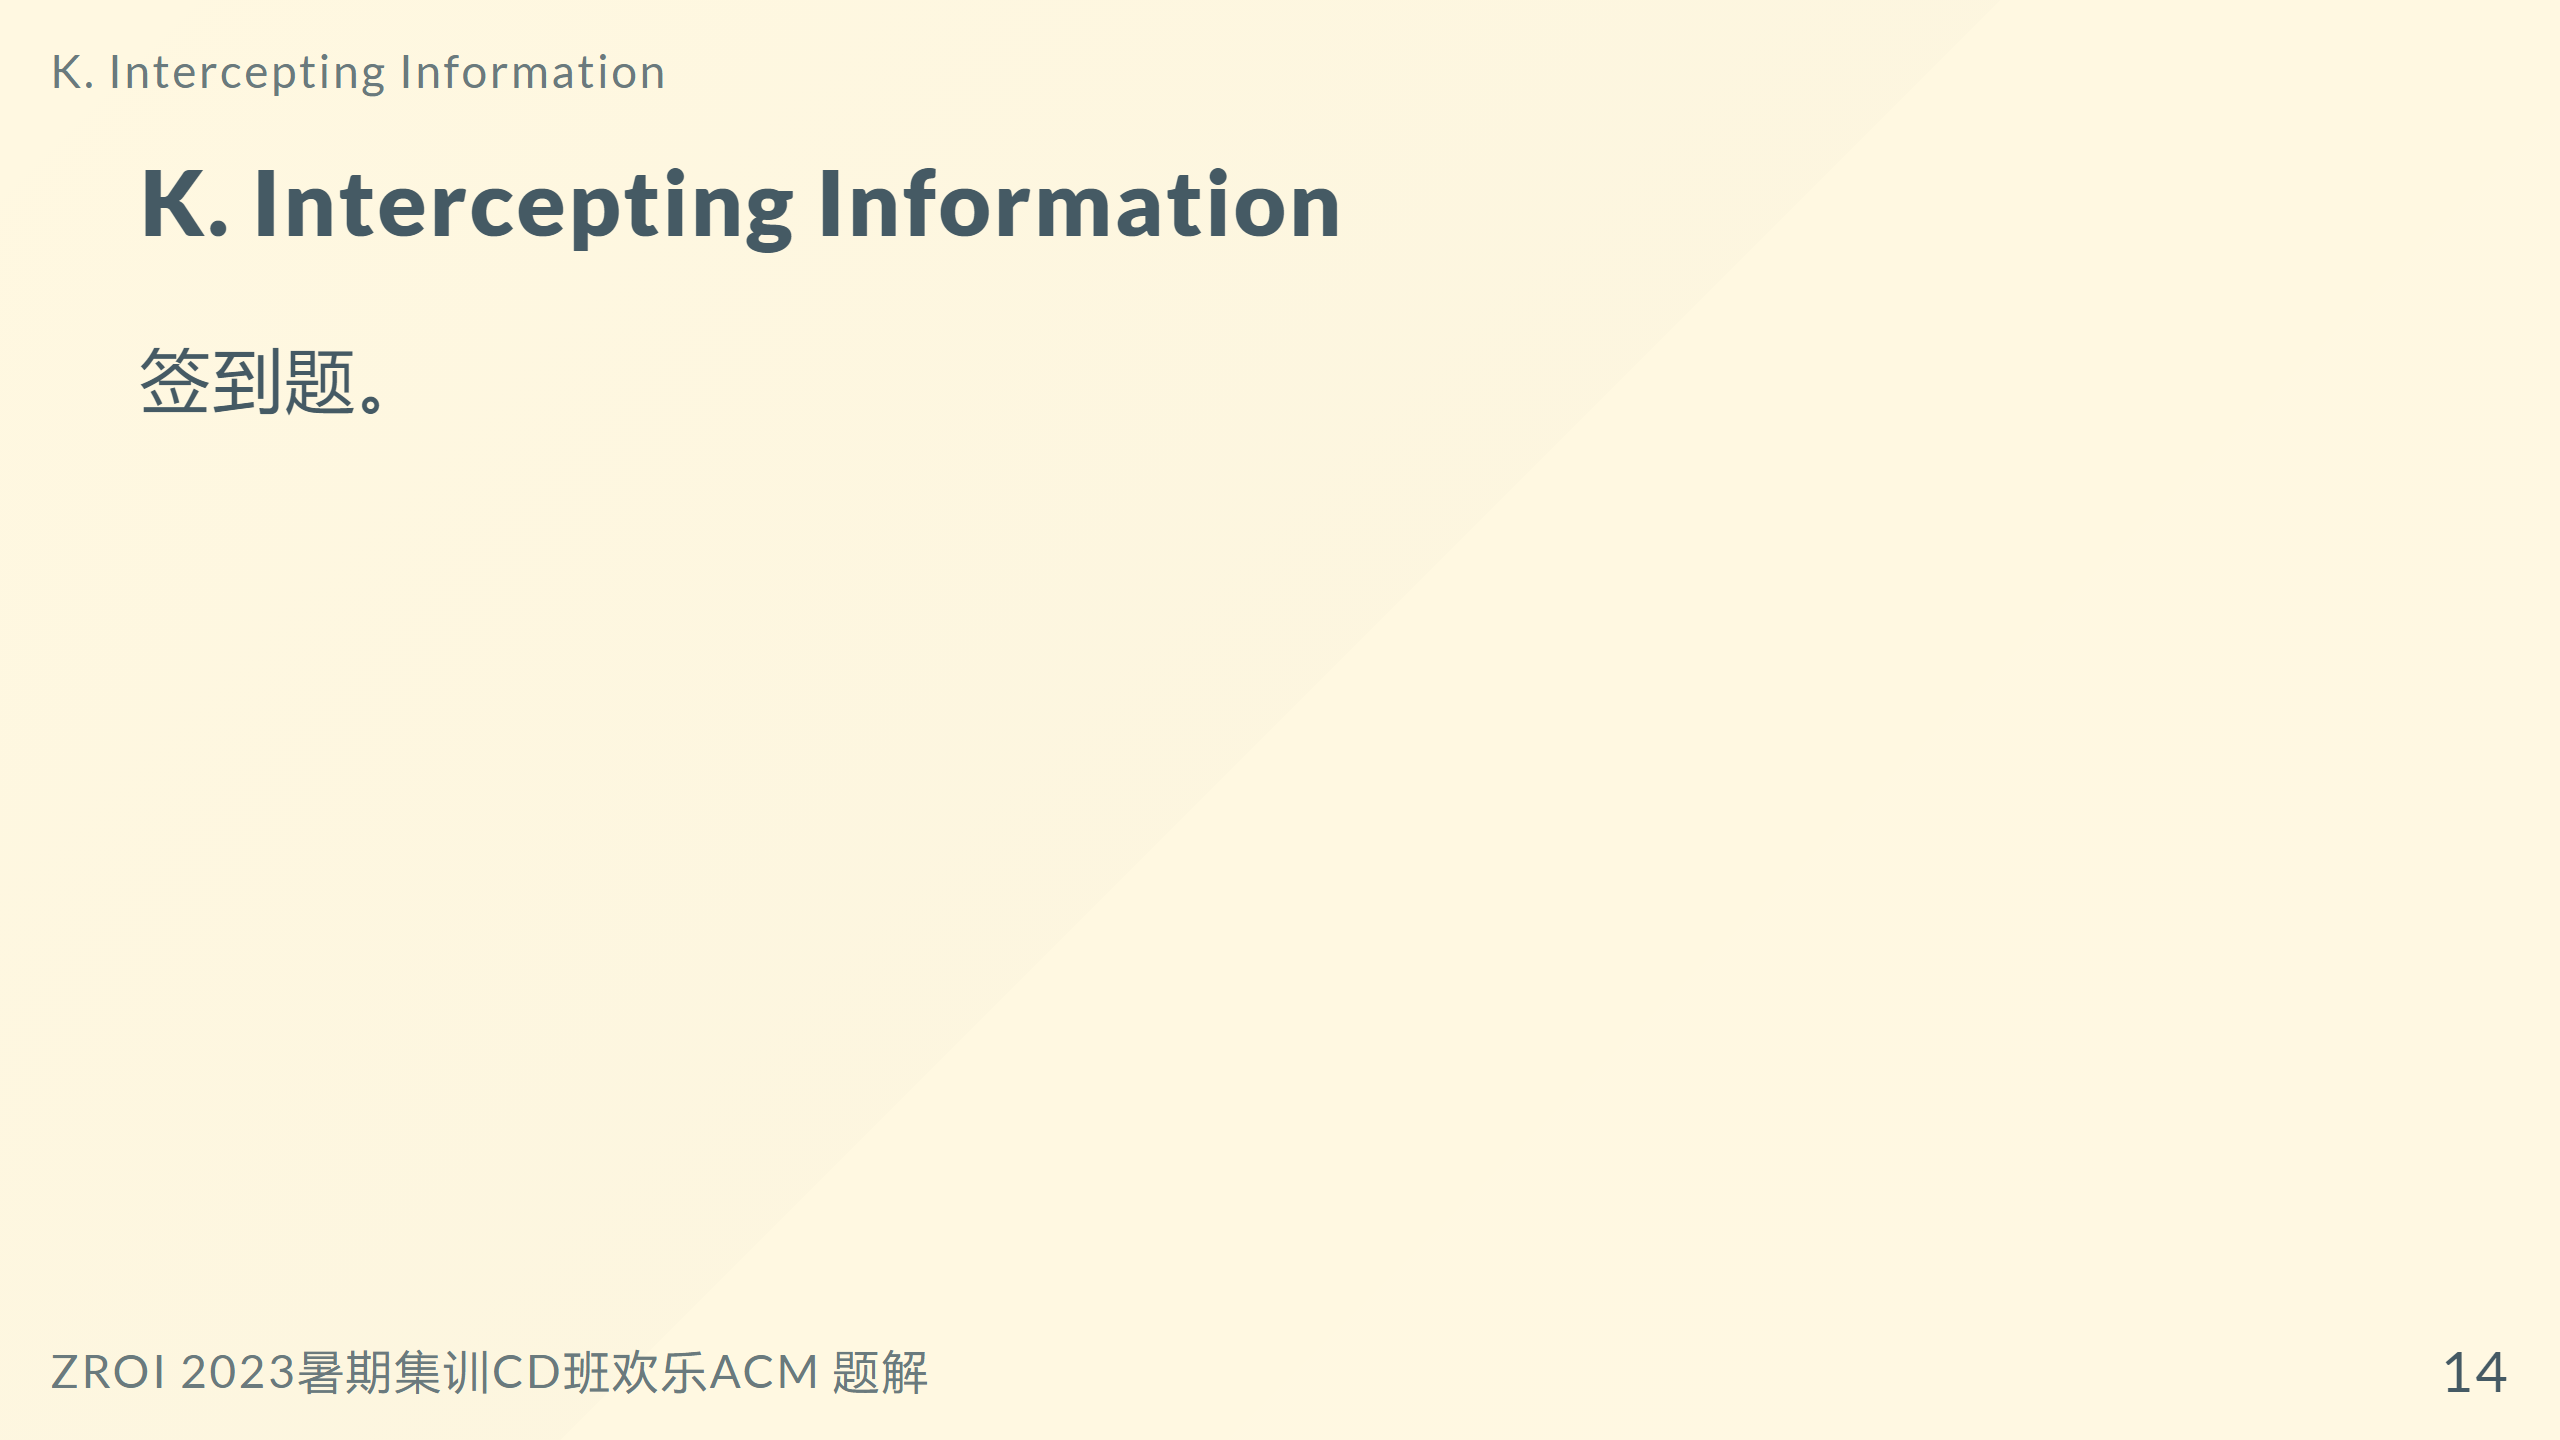 K. Intercepting Information
K. Intercepting Information
签到题。
ZROI 2023暑期集训CD班欢乐ACM 题解
14